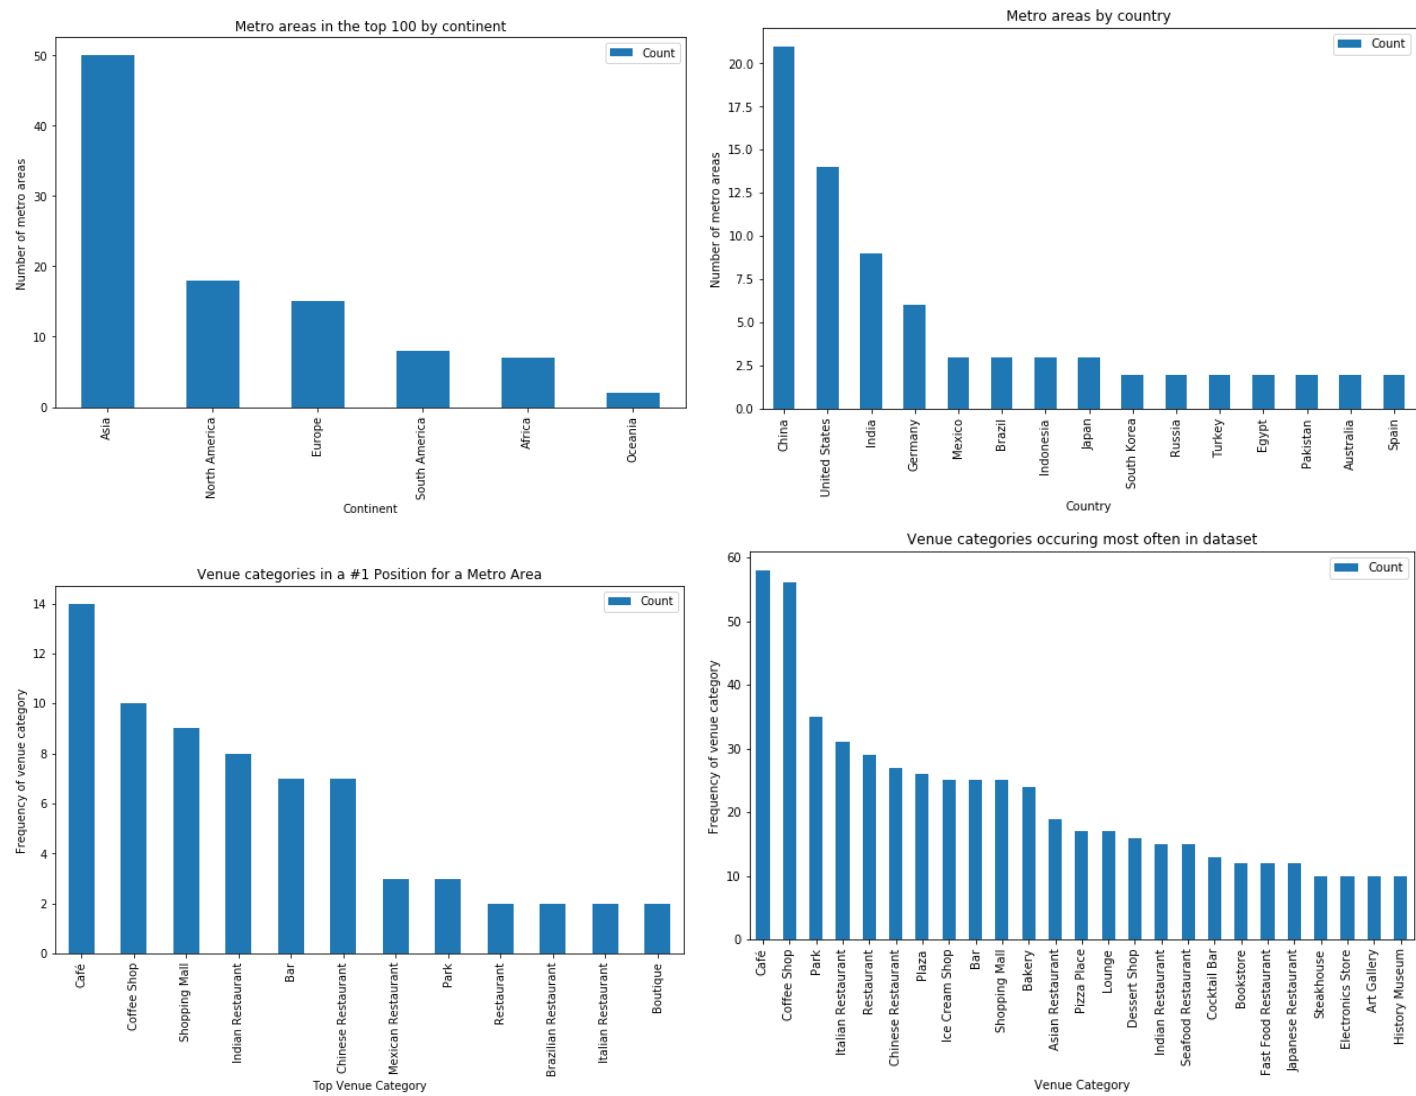 Metro areas in the top 100 by continent
Count
Number of metro areas
50
40
30
20
10
0
Asia
North America
Europe
South America
Africa
Oceania
Continent
Metro areas by country
Count
Number of metro areas
20.0
17.5
15.0
12.5
10.0
7.5
5.0
2.5
0.0
China
United States
India
Germany
Mexico
Brazil
Indonesia
Japan
South Korea
Russia
Turkey
Egypt
Pakistan
Australia
Spain
Country
Venue categories in a #1 Position for a Metro Area
Count
Frequency of venue category
14
12
10
8
6
4
2
0
Café
Coffee Shop
Shopping Mall
Indian Restaurant
Bar
Chinese Restaurant
Mexican Restaurant
Park
Restaurant
Brazilian Restaurant
Italian Restaurant
Boutique
Top Venue Category
Venue categories occuring most often in dataset
Count
Frequency of venue category
60
50
40
30
20
10
0
Café
Coffee Shop
Park
Italian Restaurant
Restaurant
Chinese Restaurant
Plaza
Ice Cream Shop
Bar
Shopping Mall
Bakery
Asian Restaurant
Pizza Place
Lounge
Dessert Shop
Indian Restaurant
Seafood Restaurant
Cocktail Bar
Bookstore
Fast Food Restaurant
Japanese Restaurant
Steakhouse
Electronics Store
Art Gallery
History Museum
Venue Category